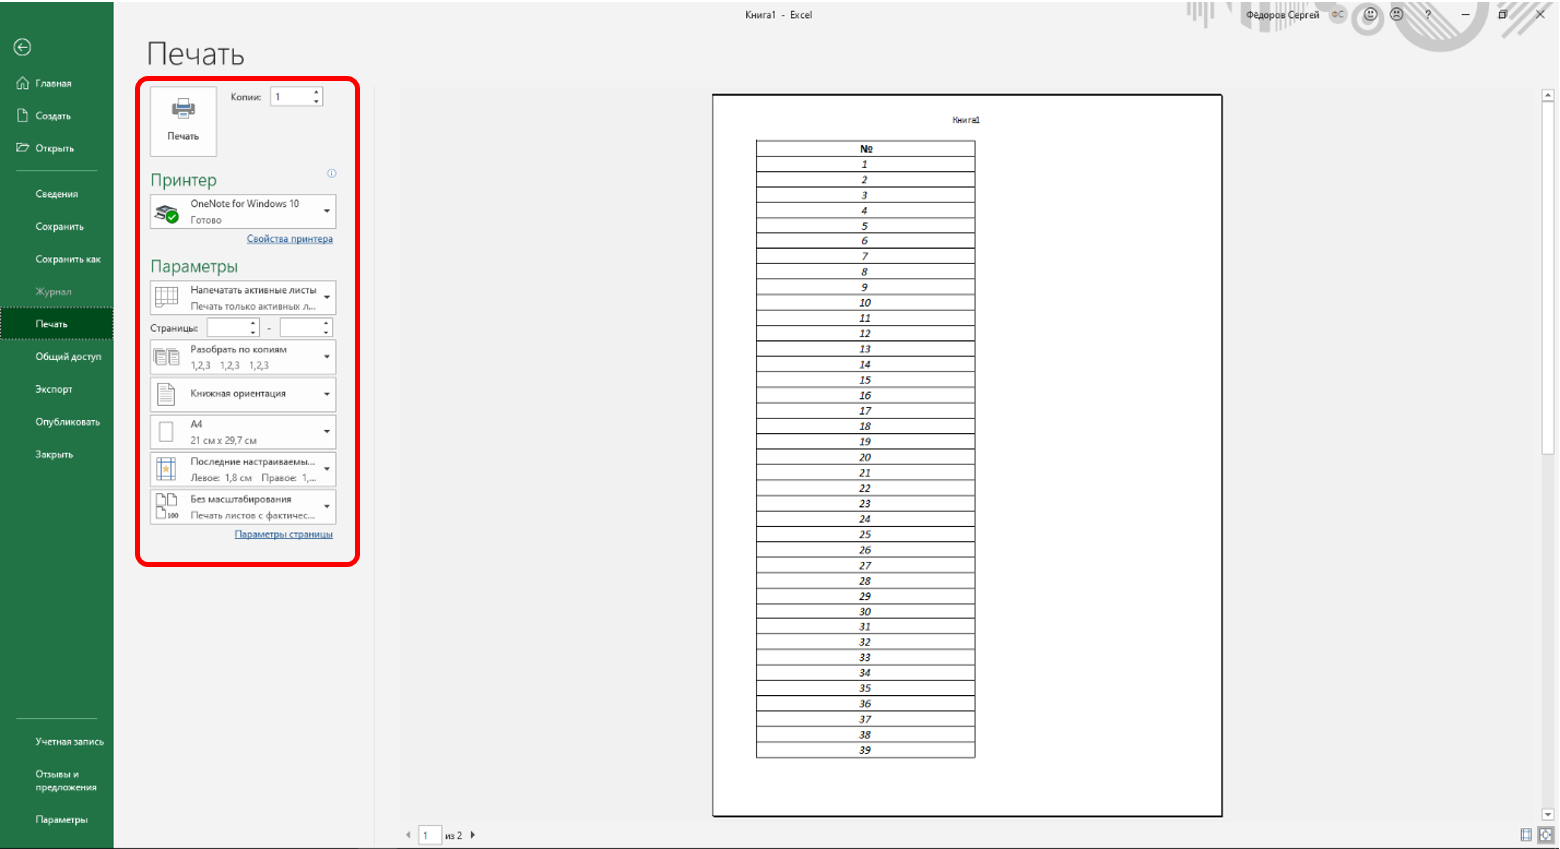 Книга1 - Excel
Фёдоров Сергей ФС ?
Главная
Создать
Открыть
Сведения
Сохранить
Сохранить как
Журнал
Печать
Общий доступ
Экспорт
Опубликовать
Закрыть
Учетная запись
Отзывы и
предложения
Параметры
Печать
Копии: 1
Печать
Принтер
OneNote for Windows 10
Готово
Свойства принтера
Параметры
Напечатать активные листы
Печать только активных л...
Страницы: -
Разобрать по копиям
1,2,3 1,2,3 1,2,3
Книжная ориентация
A4
21 см x 29,7 см
Последние настраиваемы...
Левое: 1,8 см Правое: 1,...
Без масштабирования
100 Печать листов с фактичес...
Параметры страницы
Книга1
№
1
2
3
4
5
6
7
8
9
10
11
12
13
14
15
16
17
18
19
20
21
22
23
24
25
26
27
28
29
30
31
32
33
34
35
36
37
38
39
1 из 2